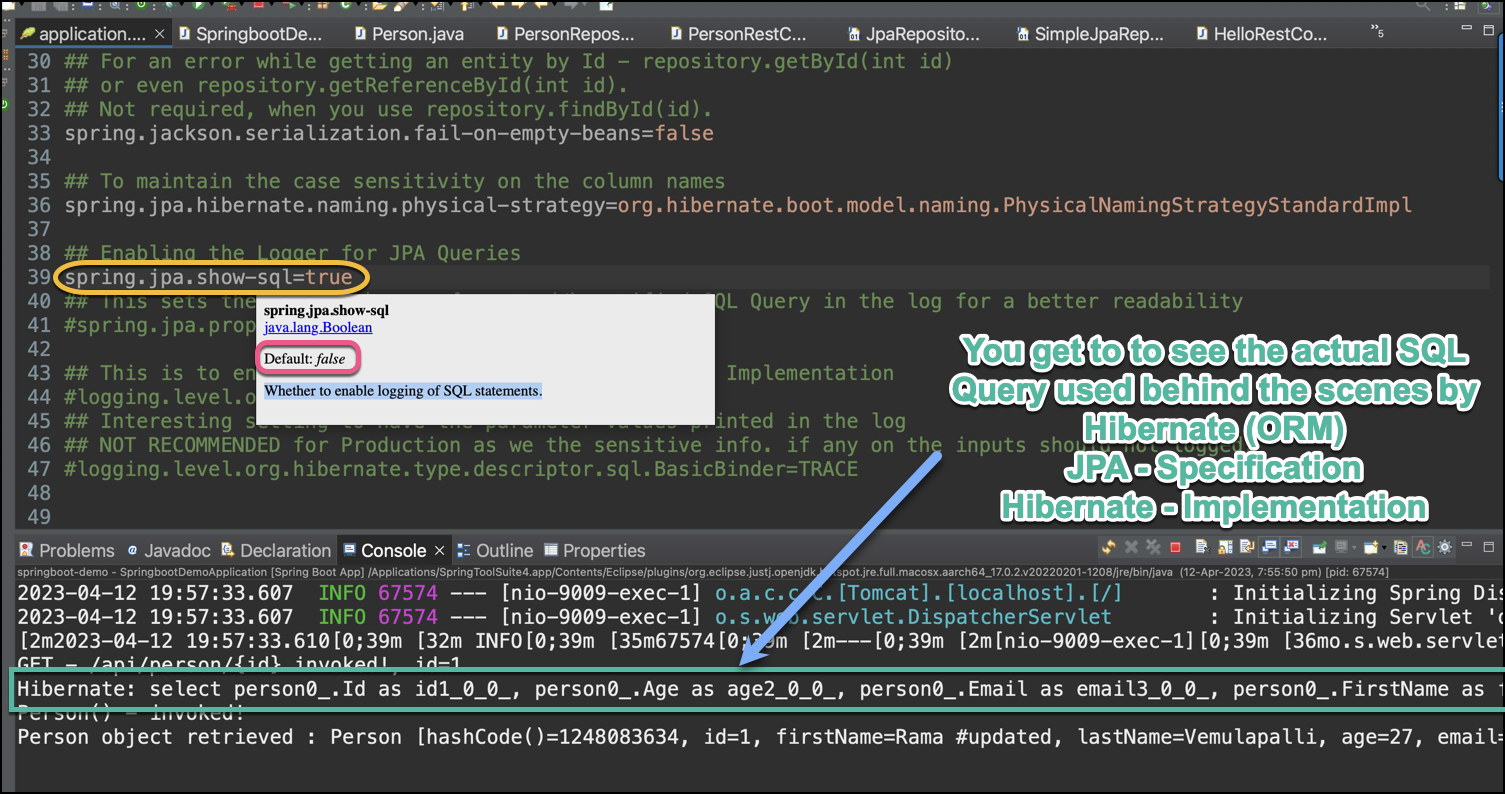 application.... SpringbootDe... Person.java PersonRepos... PersonRestC... JpaReposito... SimpleJpaRep... HelloRestCo... »5
30 ## For an error while getting an entity by Id - repository.getById(int id)
31 ## or even repository.getReferenceById(int id).
32 ## Not required, when you use repository.findById(id).
33 spring.jackson.serialization.fail-on-empty-beans=false
34
35 ## To maintain the case sensitivity on the column names
36 spring.jpa.hibernate.naming.physical-strategy=org.hibernate.boot.model.naming.PhysicalNamingStrategyStandardImpl
37
38 ## Enabling the Logger for JPA Queries
39 spring.jpa.show-sql=true
40 ## This sets the QL Query in the log for a better readability
41 #spring.jpa.prop
42
43 ## This is to en Implementation
44 #logging.level.o
45 ## Interesting setting to have the parameter values printed in the log
46 ## NOT RECOMMENDED for Production as we the sensitive info. if any on the inputs should not logged
47 #logging.level.org.hibernate.type.descriptor.sql.BasicBinder=TRACE
48
49
spring.jpa.show-sql
java.lang.Boolean
Default: false
Whether to enable logging of SQL statements.
You get to to see the actual SQL
Query used behind the scenes by
Hibernate (ORM)
JPA - Specification
Hibernate - Implementation
Problems Javadoc Declaration Console Outline Properties
springboot-demo - SpringbootDemoApplication [Spring Boot App] /Applications/SpringToolSuite4.app/Contents/Eclipse/plugins/org.eclipse.justj.openjdk.hotspot.jre.full.macosx.aarch64_17.0.2.v20220201-1208/jre/bin/java (12-Apr-2023, 7:55:50 pm) [pid: 67574]
2023-04-12 19:57:33.607 INFO 67574 --- [nio-9009-exec-1] o.a.c.c.C.[Tomcat].[localhost].[/] : Initializing Spring Dis
2023-04-12 19:57:33.607 INFO 67574 --- [nio-9009-exec-1] o.s.web.servlet.DispatcherServlet : Initializing Servlet 'd
[2m2023-04-12 19:57:33.610[0;39m [32m INFO[0;39m [35m67574[0;39m [2m---[0;39m [2m[nio-9009-exec-1][0;39m [36mo.s.web.servlet
GET - /api/person/{id} invoked!, id=1
Hibernate: select person0_.Id as id1_0_0_, person0_.Age as age2_0_0_, person0_.Email as email3_0_0_, person0_.FirstName as f
Person() - invoked!
Person object retrieved : Person [hashCode()=1248083634, id=1, firstName=Rama #updated, lastName=Vemulapalli, age=27, email=